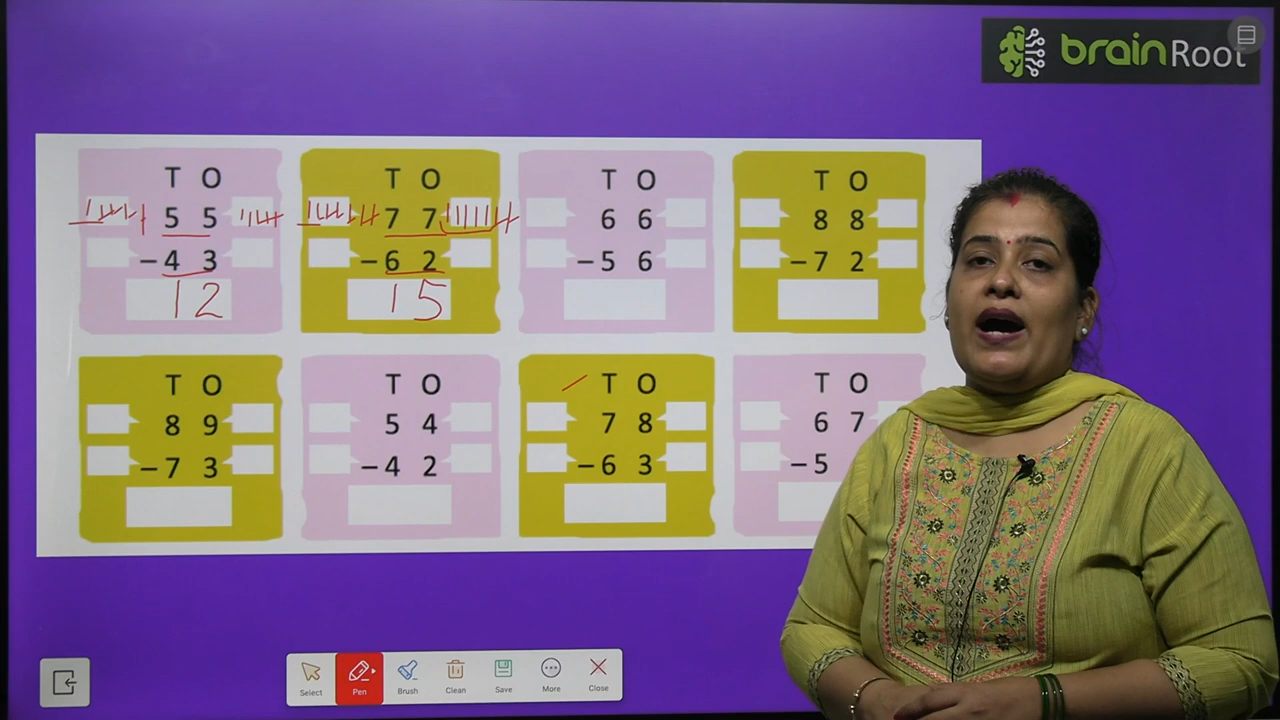 brainRoot
T O
5 5
−4 3
12
T O
7 7
−6 2
15
T O
6 6
−5 6
T O
8 8
−7 2
T O
8 9
−7 3
T O
5 4
−4 2
T O
7 8
−6 3
T O
6 7
−5
Select
Pen
Brush
Clean
Save
More
Close